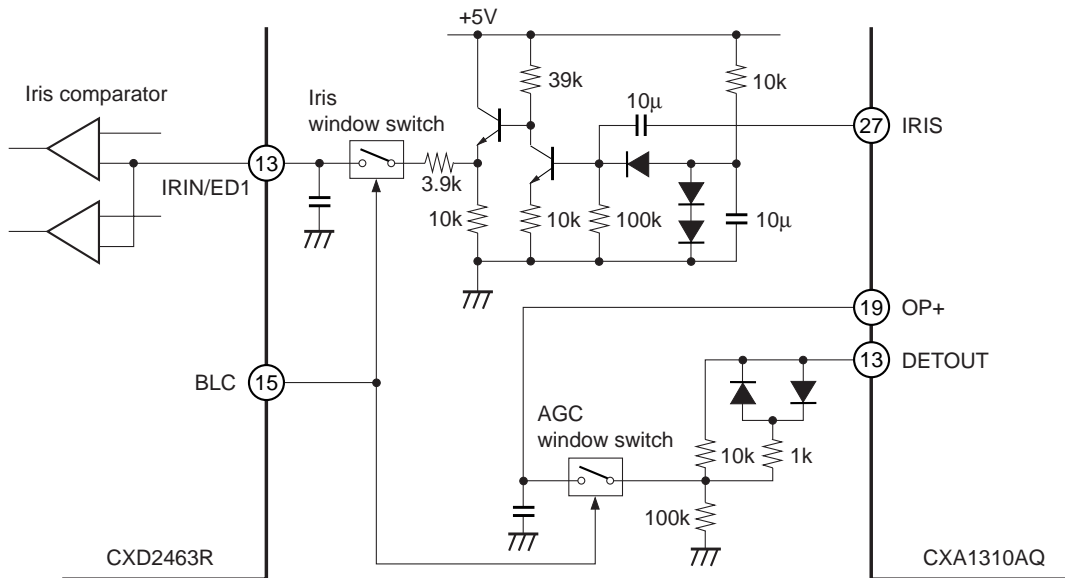 +5V
Iris comparator
Iris
window switch
39k
10k
10µ
27
IRIS
13
IRIN/ED1
3.9k
10k
10k
100k
10µ
19
OP+
13
DETOUT
BLC
15
AGC
window switch
10k
1k
100k
CXD2463R
CXA1310AQ